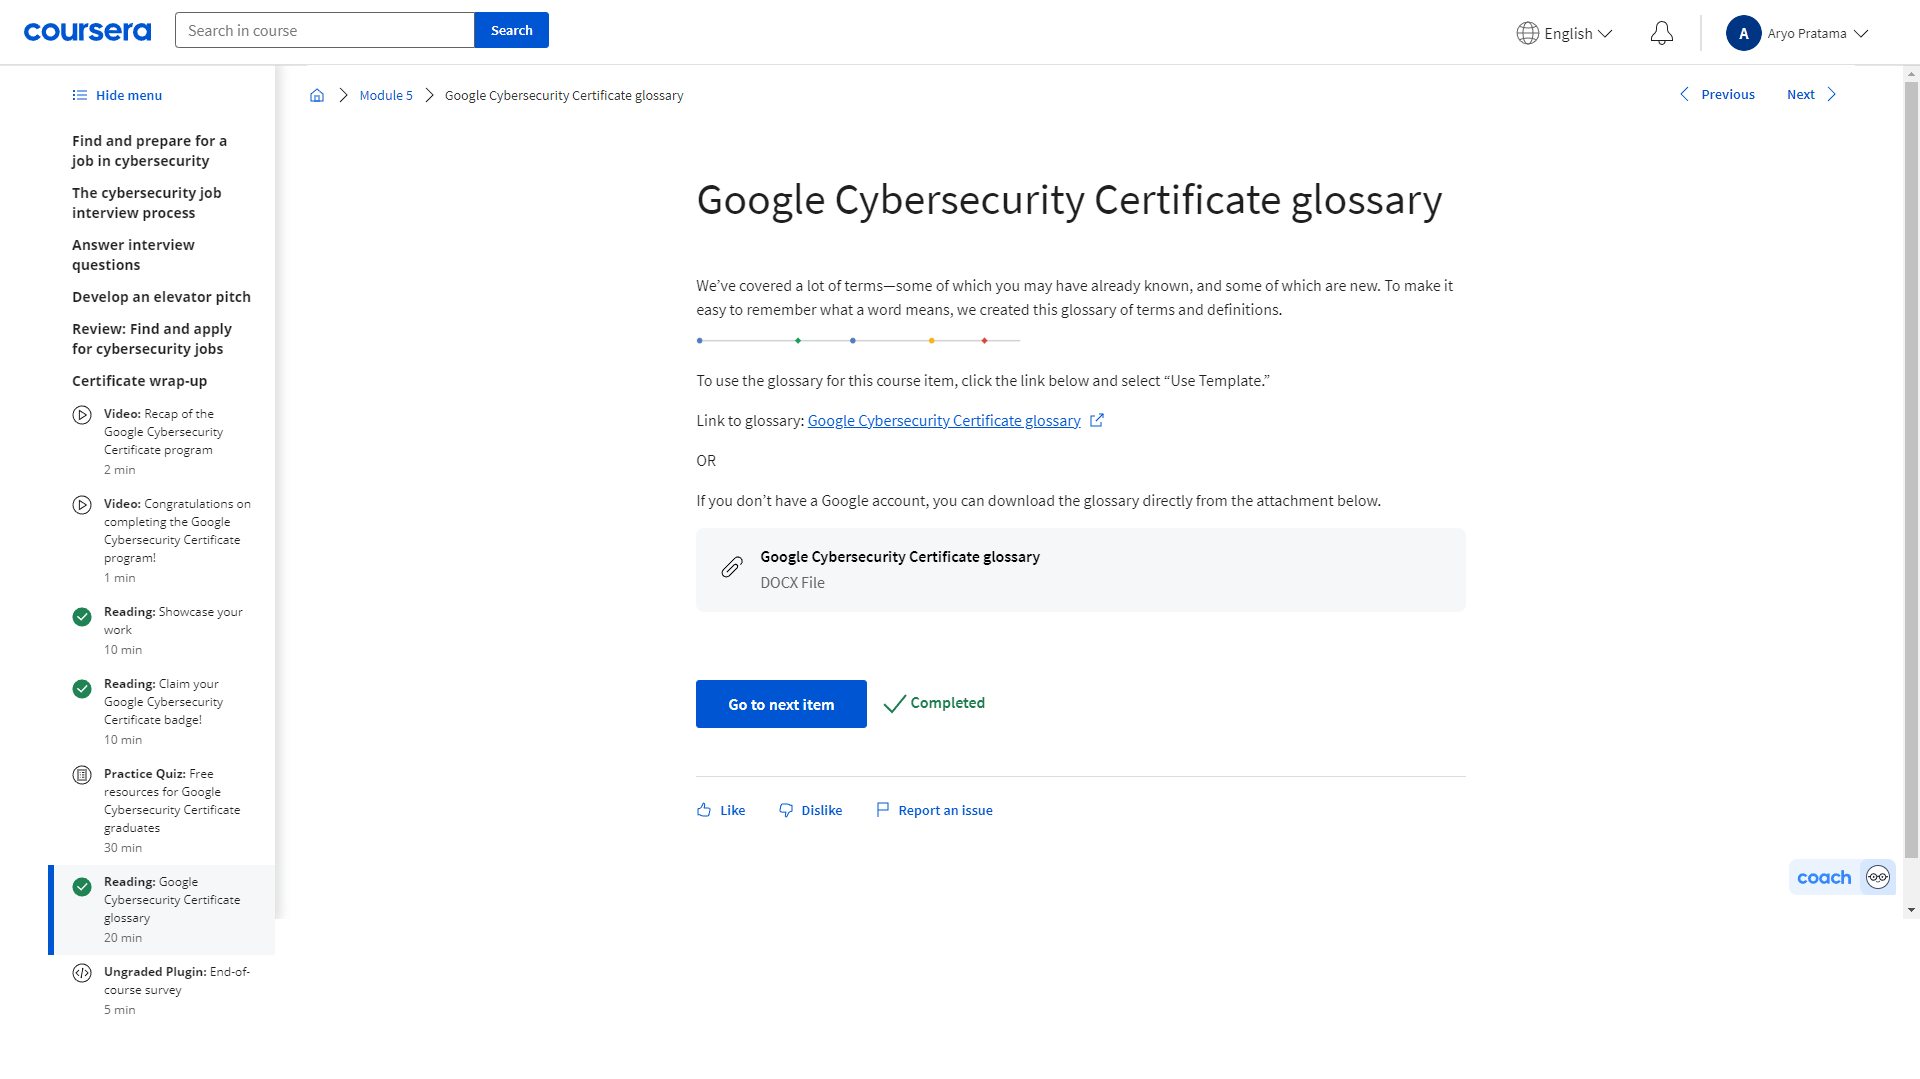 coursera
Search in course
Search
English
A
Aryo Pratama
Hide menu
Find and prepare for a
job in cybersecurity
The cybersecurity job
interview process
Answer interview
questions
Develop an elevator pitch
Review: Find and apply
for cybersecurity jobs
Certificate wrap-up
Video: Recap of the
Google Cybersecurity
Certificate program
2 min
Video: Congratulations on
completing the Google
Cybersecurity Certificate
program!
1 min
Reading: Showcase your
work
10 min
Reading: Claim your
Google Cybersecurity
Certificate badge!
10 min
Practice Quiz: Free
resources for Google
Cybersecurity Certificate
graduates
30 min
Reading: Google
Cybersecurity Certificate
glossary
20 min
Ungraded Plugin: End-of-
course survey
5 min
Module 5
Google Cybersecurity Certificate glossary
Previous
Next
Google Cybersecurity Certificate glossary
We’ve covered a lot of terms—some of which you may have already known, and some of which are new. To make it
easy to remember what a word means, we created this glossary of terms and definitions.
To use the glossary for this course item, click the link below and select “Use Template.”
Link to glossary: Google Cybersecurity Certificate glossary
OR
If you don’t have a Google account, you can download the glossary directly from the attachment below.
Google Cybersecurity Certificate glossary
DOCX File
Go to next item
Completed
Like
Dislike
Report an issue
coach